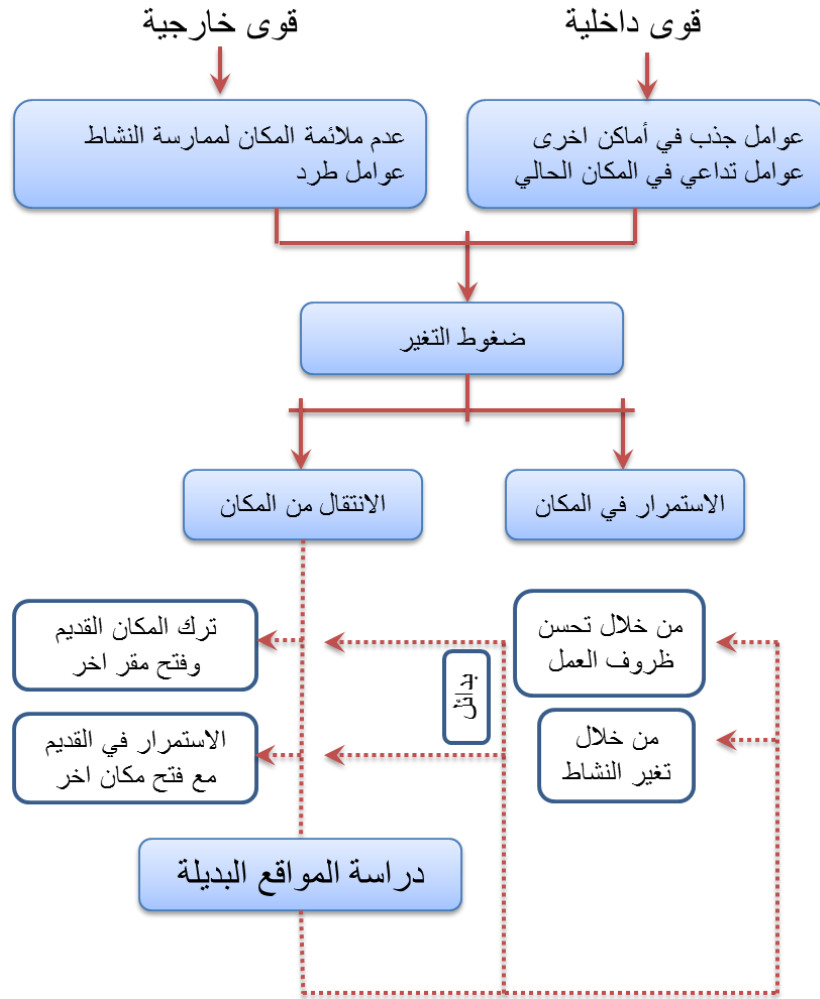 قوى داخلية
قوى خارجية
عوامل جذب في أماكن اخرى
عوامل تداعي في المكان الحالي
عدم ملائمة المكان لممارسة النشاط
عوامل طرد
ضغوط التغير
الاستمرار في المكان
الانتقال من المكان
من خلال تحسن
ظروف العمل
من خلال
تغير النشاط
بدائل
ترك المكان القديم
وفتح مقر اخر
الاستمرار في القديم
مع فتح مكان اخر
دراسة المواقع البديلة